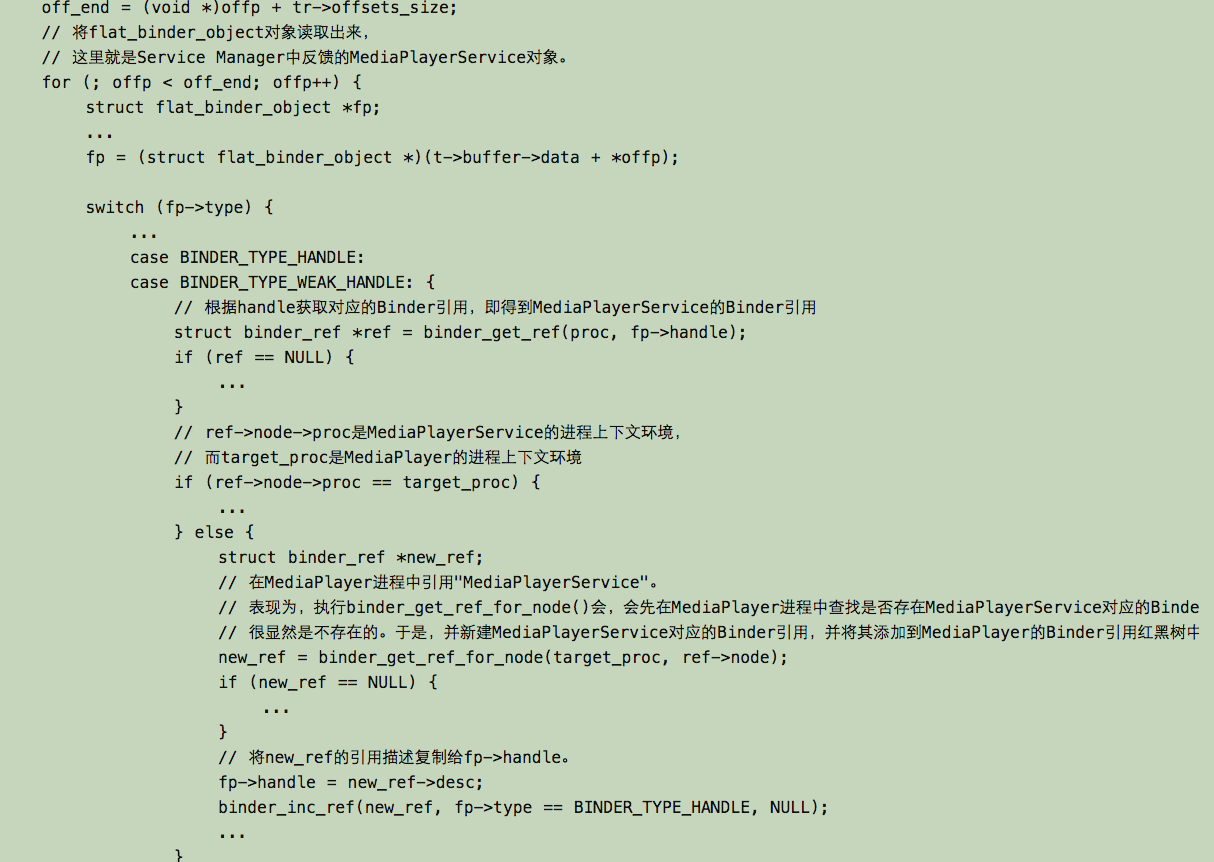 off_end = (void *)offp + tr->offsets_size;
// 将flat_binder_object对象读取出来，
// 这里就是Service Manager中反馈的MediaPlayerService对象。
for (; offp < off_end; offp++) {
struct flat_binder_object *fp;
...
fp = (struct flat_binder_object *)(t->buffer->data + *offp);
switch (fp->type) {
...
case BINDER_TYPE_HANDLE:
case BINDER_TYPE_WEAK_HANDLE: {
// 根据handle获取对应的Binder引用，即得到MediaPlayerService的Binder引用
struct binder_ref *ref = binder_get_ref(proc, fp->handle);
if (ref == NULL) {
...
}
// ref->node->proc是MediaPlayerService的进程上下文环境，
// 而target_proc是MediaPlayer的进程上下文环境
if (ref->node->proc == target_proc) {
...
} else {
struct binder_ref *new_ref;
// 在MediaPlayer进程中引用"MediaPlayerService"。
// 表现为，执行binder_get_ref_for_node()会，会先在MediaPlayer进程中查找是否存在MediaPlayerService对应的Binde
// 很显然是不存在的。于是，并新建MediaPlayerService对应的Binder引用，并将其添加到MediaPlayer的Binder引用红黑树中
new_ref = binder_get_ref_for_node(target_proc, ref->node);
if (new_ref == NULL) {
...
}
// 将new_ref的引用描述复制给fp->handle。
fp->handle = new_ref->desc;
binder_inc_ref(new_ref, fp->type == BINDER_TYPE_HANDLE, NULL);
...
}